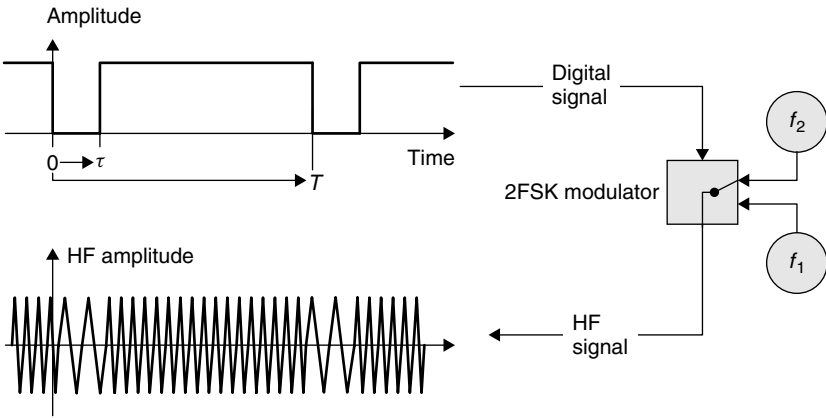 Amplitude
0
τ
T
Time
Digital
signal
f2
2FSK modulator
f1
HF amplitude
HF
signal